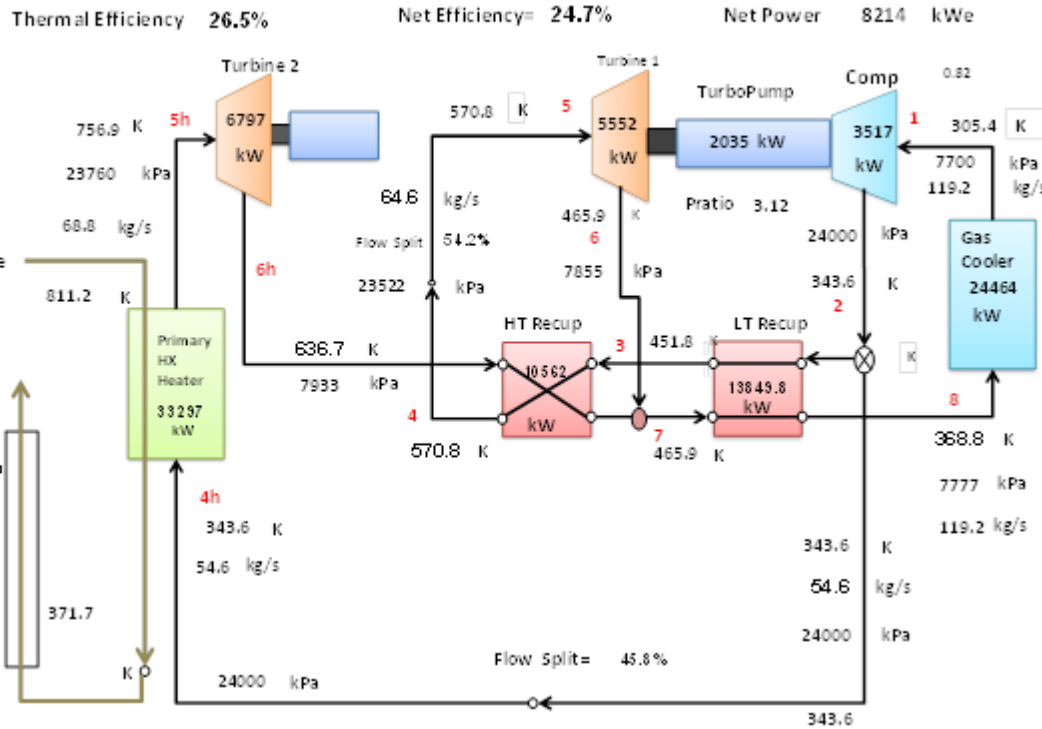 Thermal Efficiency 26.5% Net Efficiency= 24.7% Net Power 8214 kWe
Turbine 2
Turbine 1
TurboPump
Comp
0.82
756.9 K
5h
6797
kW
570.8 K
5
5552
kW
2035 kW
3517
kW
1
305.4 K
7700 kPa
119.2 kg/s
23760 kPa
68.8 kg/s
64.6 kg/s
Flow Split 54.2%
23522 kPa
465.9 K
6
7855 kPa
Pratio 3.12
24000 kPa
343.6 K
2
Gas
Cooler
24464
kW
6h
e
811.2 K
Primary
HX
Heater
33297
kW
636.7 K
7933 kPa
HT Recup
10562
kW
3
451.8 K
LT Recup
13849.8
kW
K
4
570.8 K
7
465.9 K
8
368.8 K
7777 kPa
119.2 kg/s
4h
343.6 K
54.6 kg/s
343.6 K
54.6 kg/s
24000 kPa
371.7
K
24000 kPa
Flow Split= 45.8%
343.6